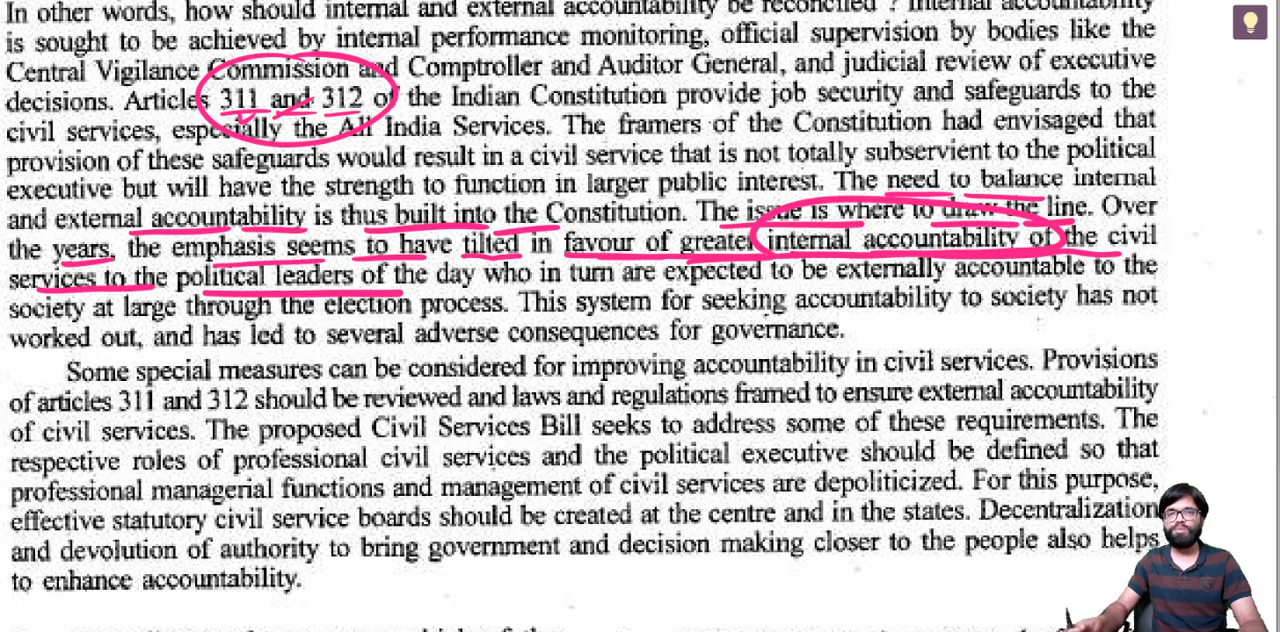 In other words, how should internal and external accountability be reconciled ? Internal accountability
is sought to be achieved by internal performance monitoring, official supervision by bodies like the
Central Vigilance Commission and Comptroller and Auditor General, and judicial review of executive
decisions. Articles 311 and 312 of the Indian Constitution provide job security and safeguards to the
civil services, especially the All India Services. The framers of the Constitution had envisaged that
provision of these safeguards would result in a civil service that is not totally subservient to the political
executive but will have the strength to function in larger public interest. The need to balance internal
and external accountability is thus built into the Constitution. The issue is where to draw the line. Over
the years, the emphasis seems to have tilted in favour of greater internal accountability of the civil
services to the political leaders of the day who in turn are expected to be externally accountable to the
society at large through the election process. This system for seeking accountability to society has not
worked out, and has led to several adverse consequences for governance.
Some special measures can be considered for improving accountability in civil services. Provisions
of articles 311 and 312 should be reviewed and laws and regulations framed to ensure external accountability
of civil services. The proposed Civil Services Bill seeks to address some of these requirements. The
respective roles of professional civil services and the political executive should be defined so that
professional managerial functions and management of civil services are depoliticized. For this purpose,
effective statutory civil service boards should be created at the centre and in the states. Decentralization
and devolution of authority to bring government and decision making closer to the people also helps
to enhance accountability.